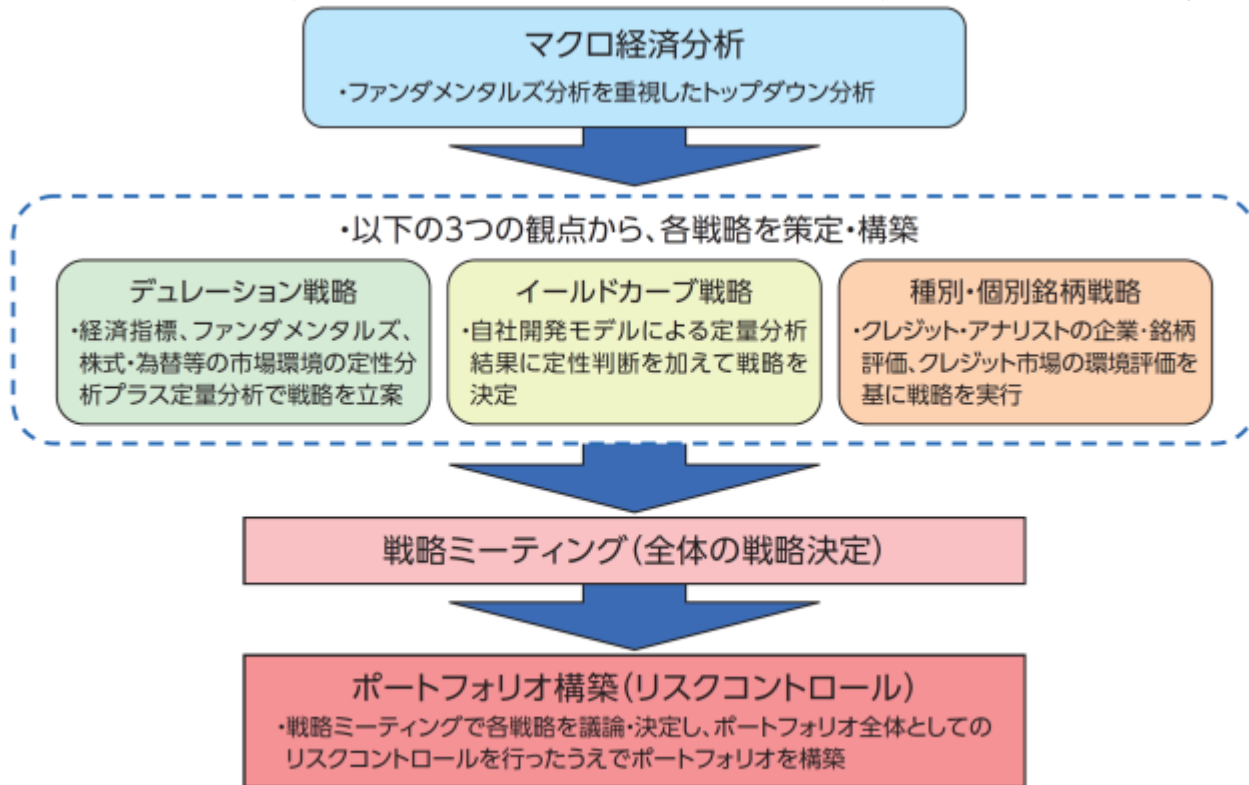 マクロ経済分析
・ファンダメンタルズ分析を重視したトップダウン分析
・以下の3つの観点から、各戦略を策定・構築
デュレーション戦略
・経済指標、ファンダメンタルズ、
株式・為替等の市場環境の定性分
析プラス定量分析で戦略を立案
イールドカーブ戦略
・自社開発モデルによる定量分析
結果に定性判断を加えて戦略を
決定
種別・個別銘柄戦略
・クレジット・アナリストの企業・銘柄
評価、クレジット市場の環境評価を
基に戦略を実行
戦略ミーティング(全体の戦略決定)
ポートフォリオ構築(リスクコントロール)
・戦略ミーティングで各戦略を議論・決定し、ポートフォリオ全体としての
リスクコントロールを行ったうえでポートフォリオを構築